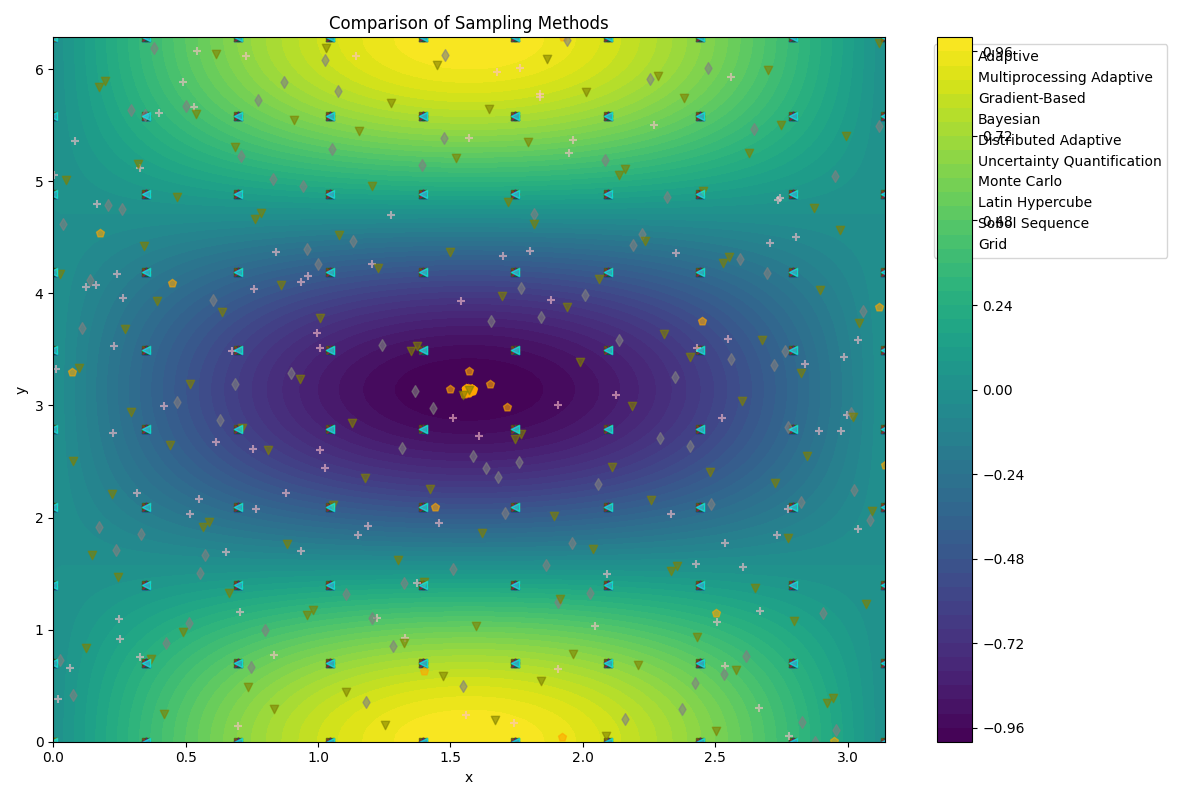 Comparison of Sampling Methods
y
6
5
4
3
2
1
0
0.0 0.5 1.0 1.5 2.0 2.5 3.0
x
0.96
0.72
0.48
0.24
0.00
−0.24
−0.48
−0.72
−0.96
Adaptive
Multiprocessing Adaptive
Gradient-Based
Bayesian
Distributed Adaptive
Uncertainty Quantification
Monte Carlo
Latin Hypercube
Sobol Sequence
Grid